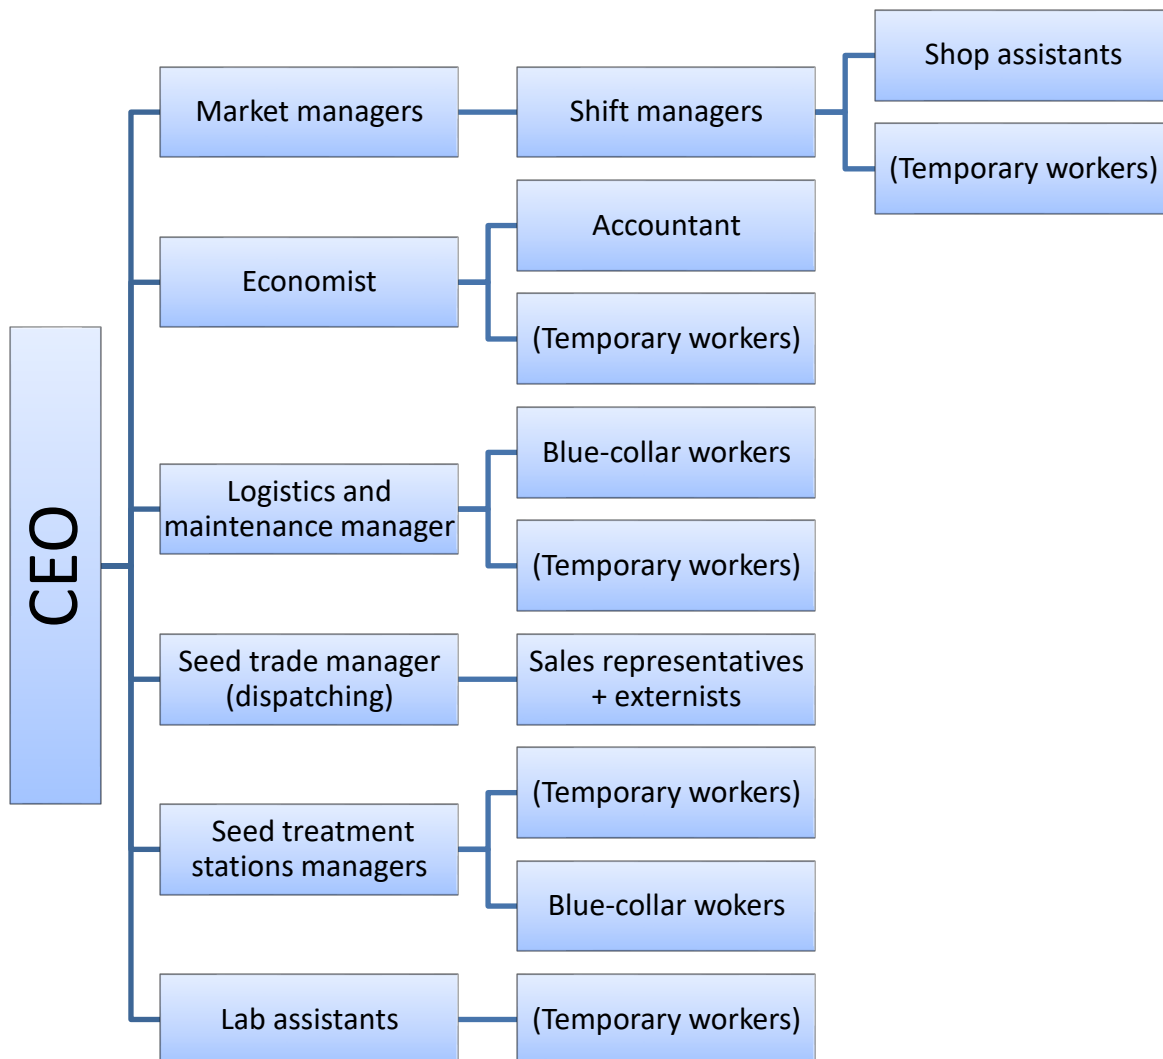 CEO
Market managers
Shift managers
Shop assistants
(Temporary workers)
Economist
Accountant
(Temporary workers)
Logistics and
maintenance manager
Blue-collar workers
(Temporary workers)
Seed trade manager
(dispatching)
Sales representatives
+ externists
Seed treatment
stations managers
(Temporary workers)
Blue-collar wokers
Lab assistants
(Temporary workers)